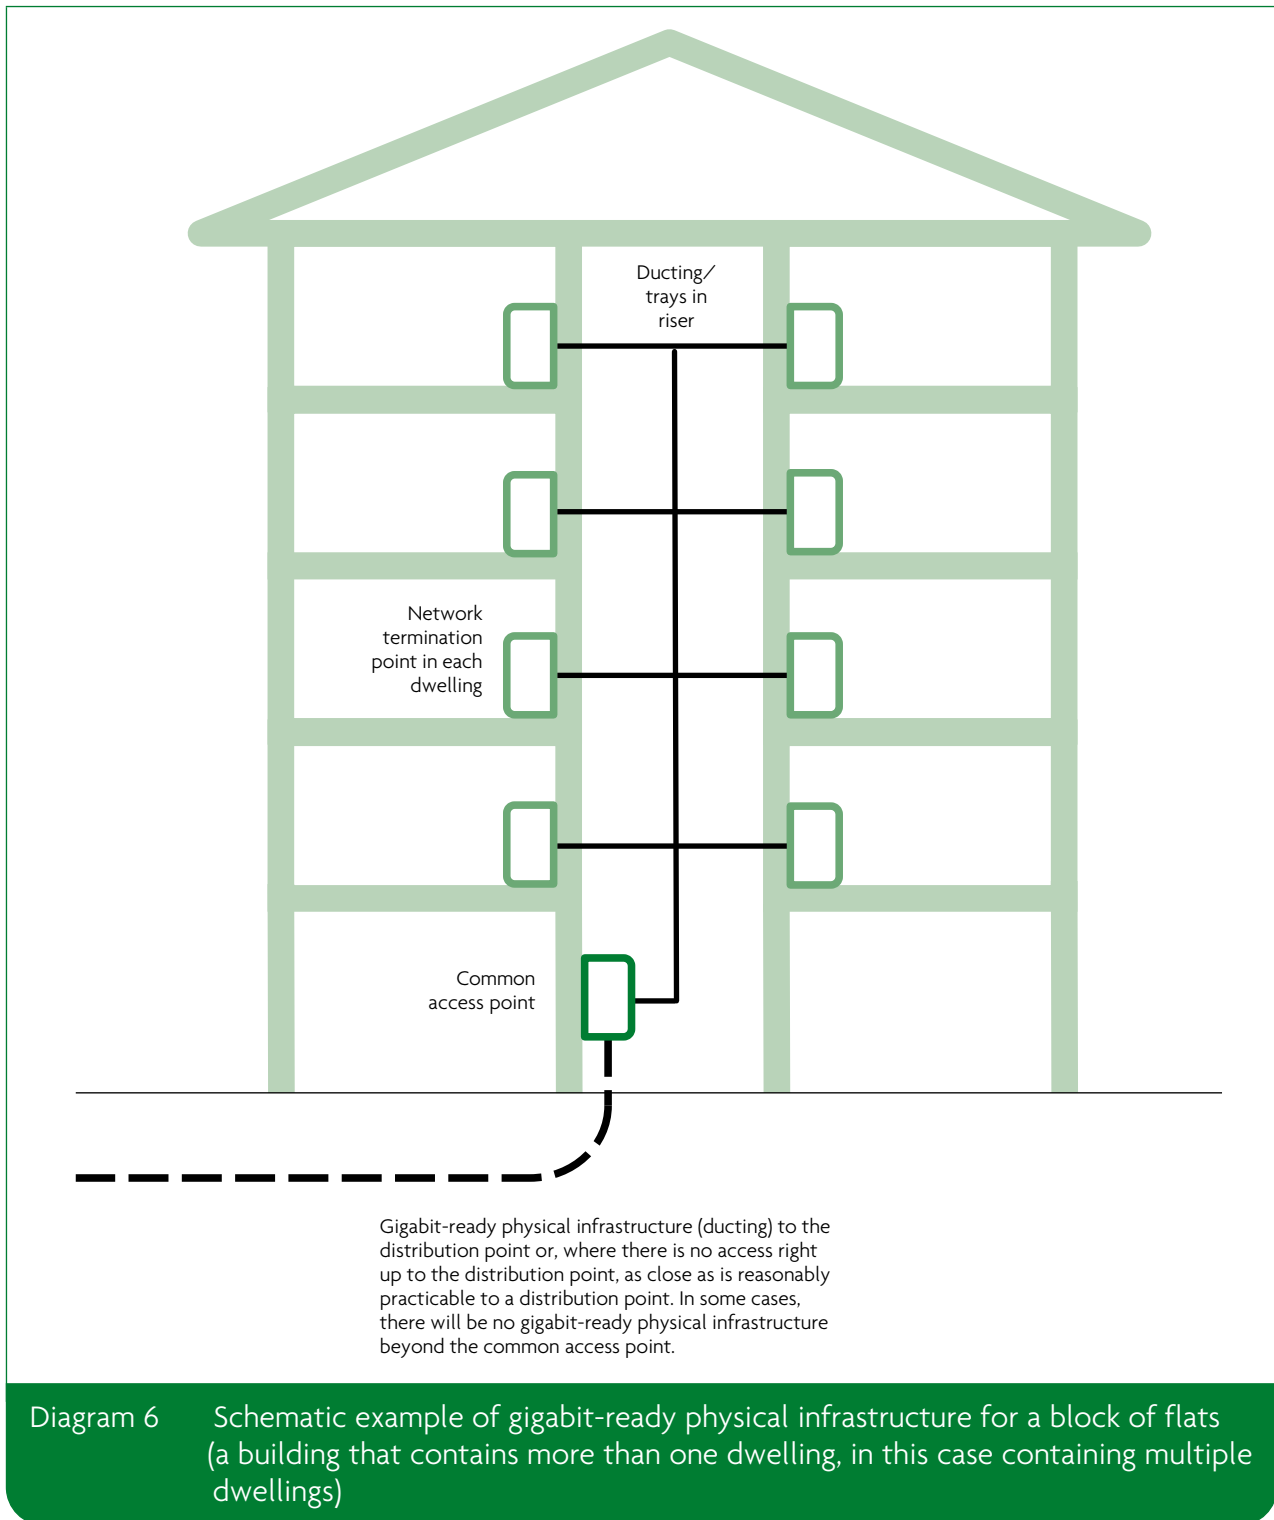 Ducting/
trays in
riser
Network
termination
point in each
dwelling
Common
access point
Gigabit-ready physical infrastructure (ducting) to the
distribution point or, where there is no access right
up to the distribution point, as close as is reasonably
practicable to a distribution point. In some cases,
there will be no gigabit-ready physical infrastructure
beyond the common access point.
Diagram 6 Schematic example of gigabit-ready physical infrastructure for a block of flats
(a building that contains more than one dwelling, in this case containing multiple
dwellings)